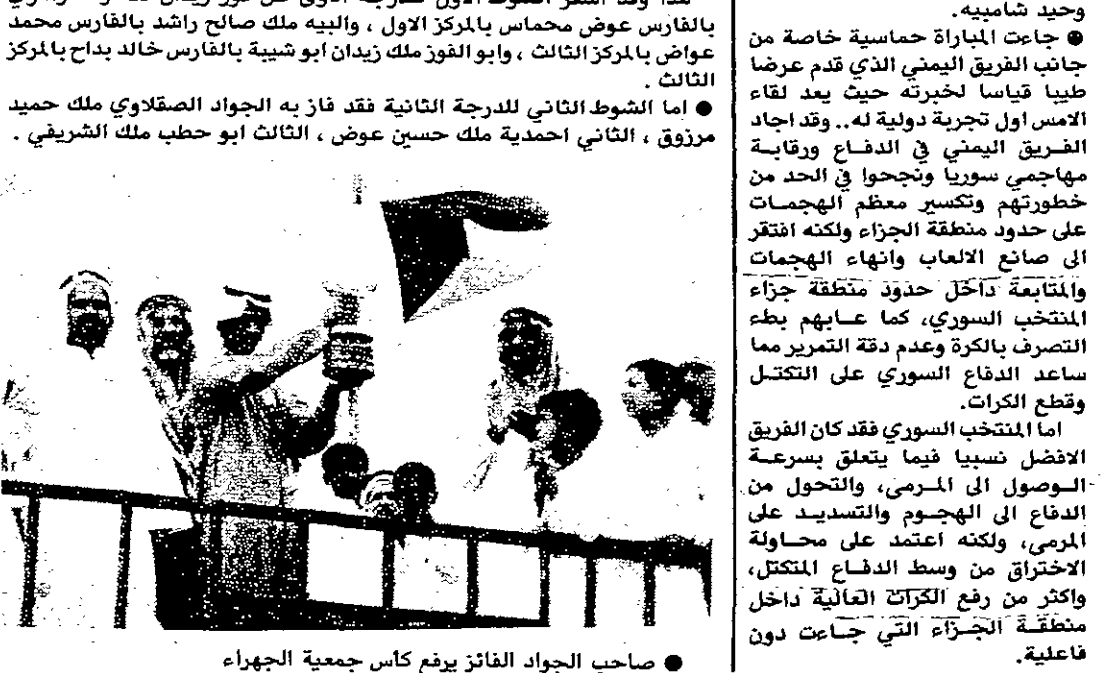 وحيد شامبيه.
● جاءت المباراة حماسية خاصة من
جانب الفريق اليمني الذي قدم عرضا
طيبا قياسا لخبرته حيث يعد لقاء
الامس اول تجربة دولية له.. وقد اجاد
الفريق اليمني في الدفاع ورقابة
مهاجمي سوريا ونجحوا في الحد من
خطورتهم وتكسير معظم الهجمات
على حدود منطقة الجزاء ولكنه افتقر
الى صانع الالعاب وانهاء الهجمات
والمتابعة داخل حدود منطقة جزاء
المنتخب السوري، كما عابهم بطء
التصرف بالكرة وعدم دقة التمرير مما
ساعد الدفاع السوري على التكتل
وقطع الكرات.
اما المنتخب السوري فقد كان الفريق
الافضل نسبيا فيما يتعلق بسرعة
الوصول الى المرمى، والتحول من
الدفاع الى الهجوم والتسديد على
المرمى، ولكنه اعتمد على محاولة
الاختراق من وسط الدفاع المتكتل،
واكثر من رفع الكرات العالية داخل
منطقة الجزاء التي جاءت دون
فاعلية.
بالفارس عوض محماس بالمركز الاول ، والبيه ملك صالح راشد بالفارس محمد
عواض بالمركز الثالث ، وابو الفوز ملك زيدان ابو شيبة بالفارس خالد بداح بالمركز
الثالث .
● اما الشوط الثاني للدرجة الثانية فقد فاز به الجواد الصقلاوي ملك حميد
مرزوق ، الثاني احمدية ملك حسين عوض ، الثالث ابو حطب ملك الشريفي .
● صاحب الجواد الفائز يرفع كأس جمعية الجهراء